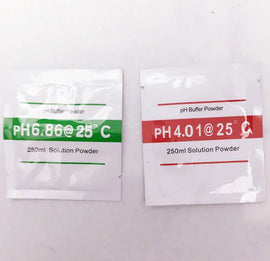 pH Buffer Powder
PH6.86@ 25°C
250ml Solution Powder
pH Buffer Powder
PH4.01@ 25°C
250ml Solution Powder